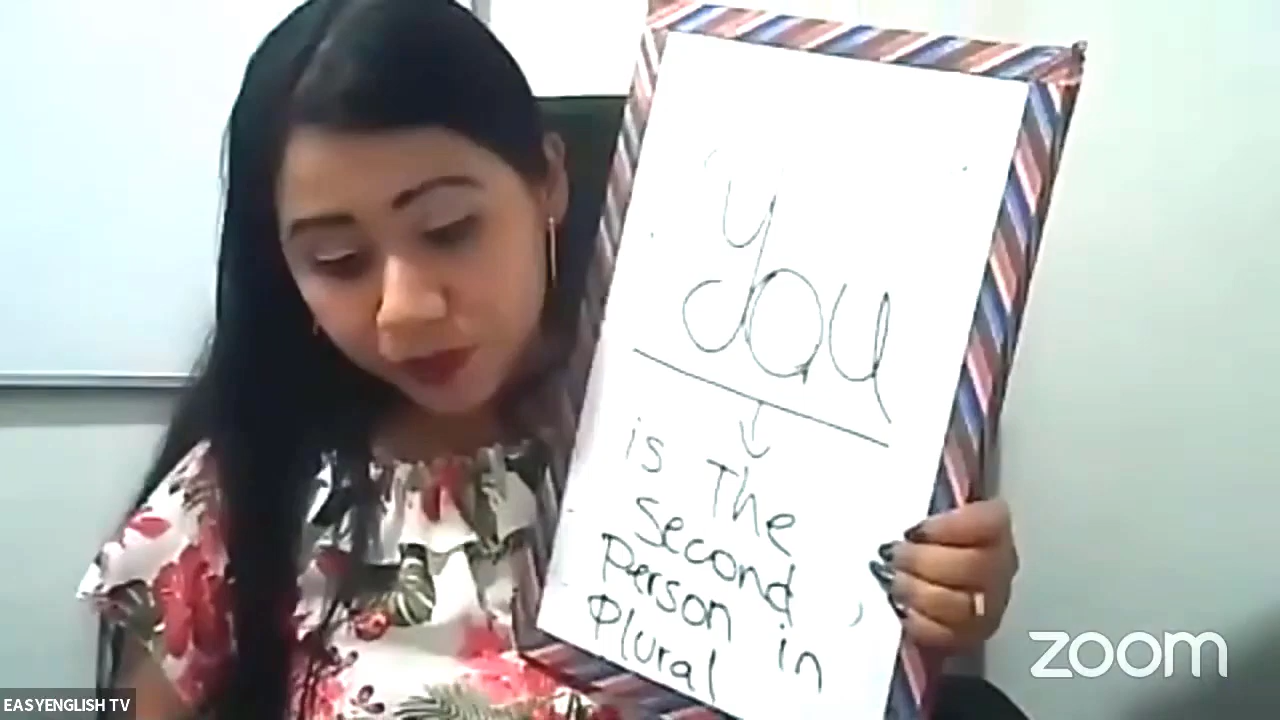 you
is The
second
Person in
Plural
zoom
EASYENGLISH TV